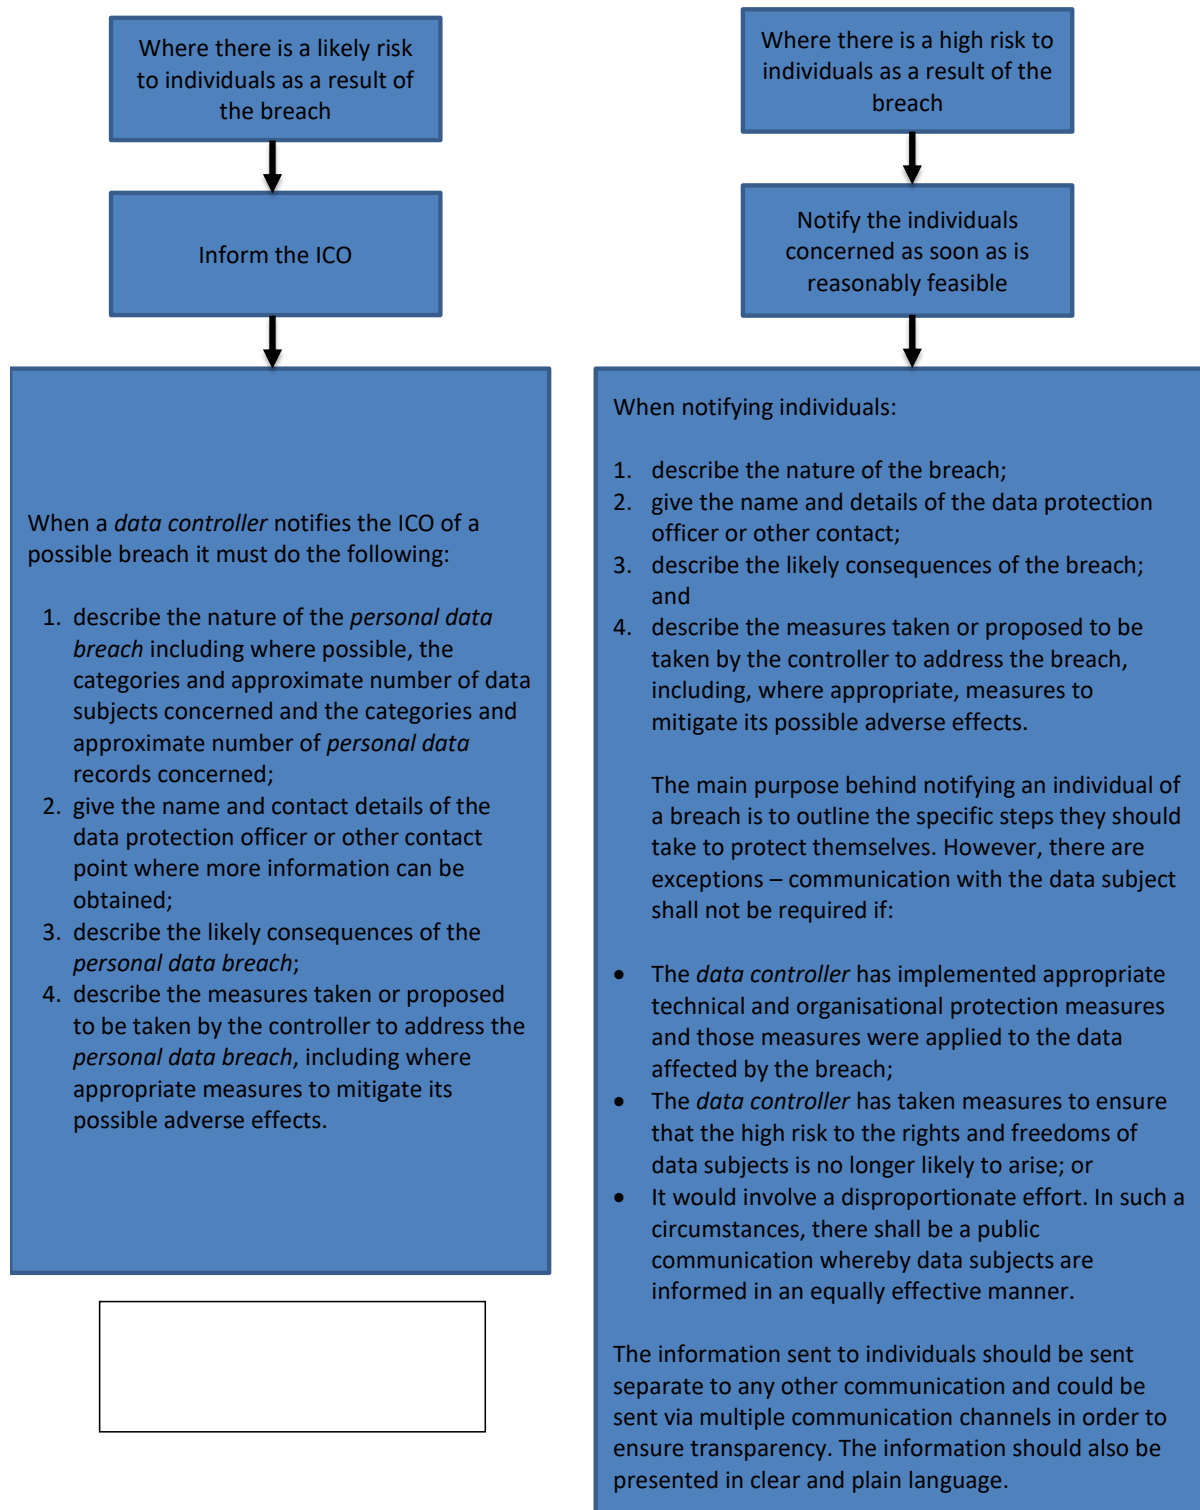 Where there is a likely risk
to individuals as a result of
the breach
Inform the ICO
When a data controller notifies the ICO of a
possible breach it must do the following:
1. describe the nature of the personal data
breach including where possible, the
categories and approximate number of data
subjects concerned and the categories and
approximate number of personal data
records concerned;
2. give the name and contact details of the
data protection officer or other contact
point where more information can be
obtained;
3. describe the likely consequences of the
personal data breach;
4. describe the measures taken or proposed
to be taken by the controller to address the
personal data breach, including where
appropriate measures to mitigate its
possible adverse effects.
Where there is a high risk to
individuals as a result of the
breach
Notify the individuals
concerned as soon as is
reasonably feasible
When notifying individuals:
1. describe the nature of the breach;
2. give the name and details of the data protection
officer or other contact;
3. describe the likely consequences of the breach;
and
4. describe the measures taken or proposed to be
taken by the controller to address the breach,
including, where appropriate, measures to
mitigate its possible adverse effects.
The main purpose behind notifying an individual of
a breach is to outline the specific steps they should
take to protect themselves. However, there are
exceptions – communication with the data subject
shall not be required if:
• The data controller has implemented appropriate
technical and organisational protection measures
and those measures were applied to the data
affected by the breach;
• The data controller has taken measures to ensure
that the high risk to the rights and freedoms of
data subjects is no longer likely to arise; or
• It would involve a disproportionate effort. In such a
circumstances, there shall be a public
communication whereby data subjects are
informed in an equally effective manner.
The information sent to individuals should be sent
separate to any other communication and could be
sent via multiple communication channels in order to
ensure transparency. The information should also be
presented in clear and plain language.